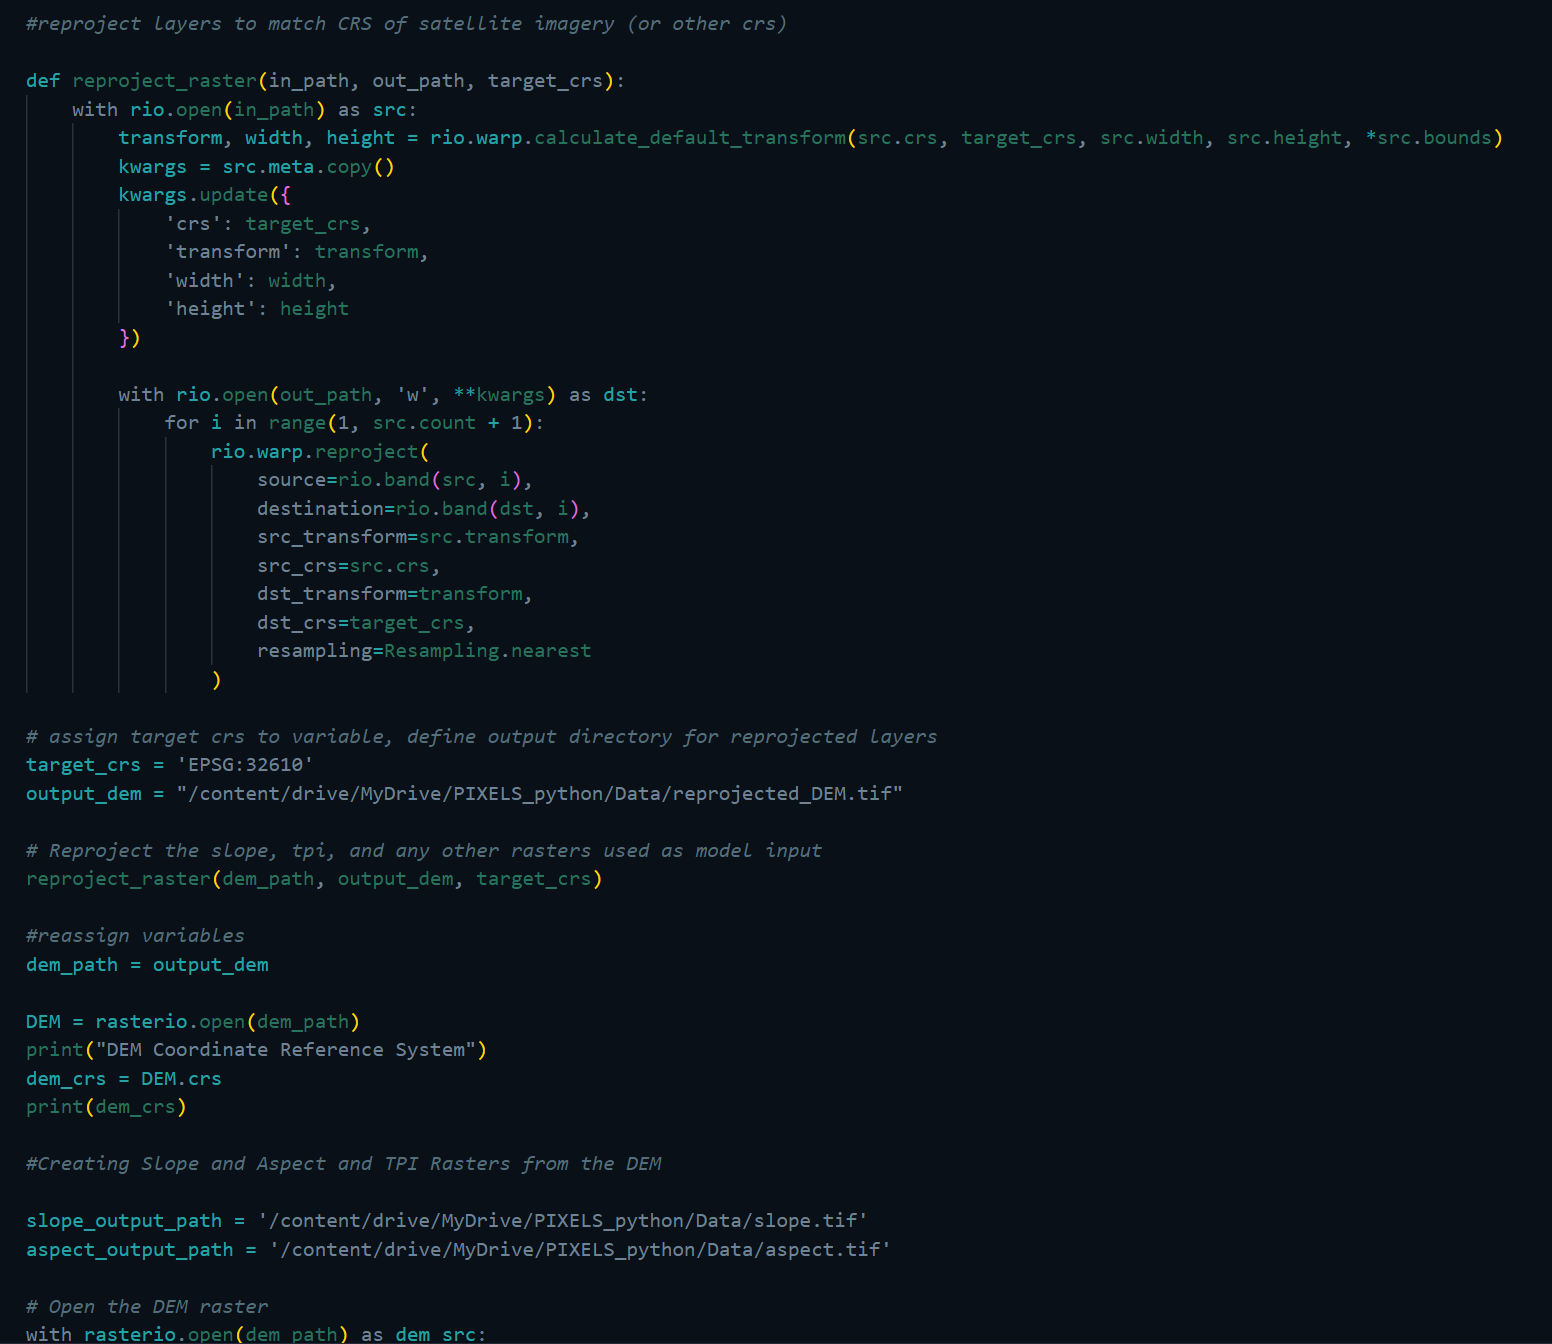 #reproject layers to match CRS of satellite imagery (or other crs)
def reproject_raster(in_path, out_path, target_crs):
    with rio.open(in_path) as src:
        transform, width, height = rio.warp.calculate_default_transform(src.crs, target_crs, src.width, src.height, *src.bounds)
        kwargs = src.meta.copy()
        kwargs.update({
            'crs': target_crs,
            'transform': transform,
            'width': width,
            'height': height
        })
        with rio.open(out_path, 'w', **kwargs) as dst:
            for i in range(1, src.count + 1):
                rio.warp.reproject(
                    source=rio.band(src, i),
                    destination=rio.band(dst, i),
                    src_transform=src.transform,
                    src_crs=src.crs,
                    dst_transform=transform,
                    dst_crs=target_crs,
                    resampling=Resampling.nearest
                )
# assign target crs to variable, define output directory for reprojected layers
target_crs = 'EPSG:32610'
output_dem = "/content/drive/MyDrive/PIXELS_python/Data/reprojected_DEM.tif"
# Reproject the slope, tpi, and any other rasters used as model input
reproject_raster(dem_path, output_dem, target_crs)
#reassign variables
dem_path = output_dem
DEM = rasterio.open(dem_path)
print("DEM Coordinate Reference System")
dem_crs = DEM.crs
print(dem_crs)
#Creating Slope and Aspect and TPI Rasters from the DEM
slope_output_path = '/content/drive/MyDrive/PIXELS_python/Data/slope.tif'
aspect_output_path = '/content/drive/MyDrive/PIXELS_python/Data/aspect.tif'
# Open the DEM raster
with rasterio.open(dem_path) as dem_src: